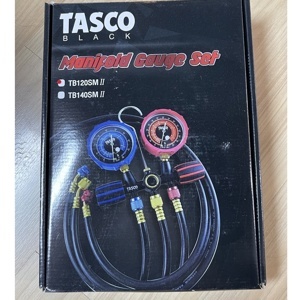 TASCO
BLACK
Manifold Gauge Set
TB120SM II
TB140SM II
TASCO